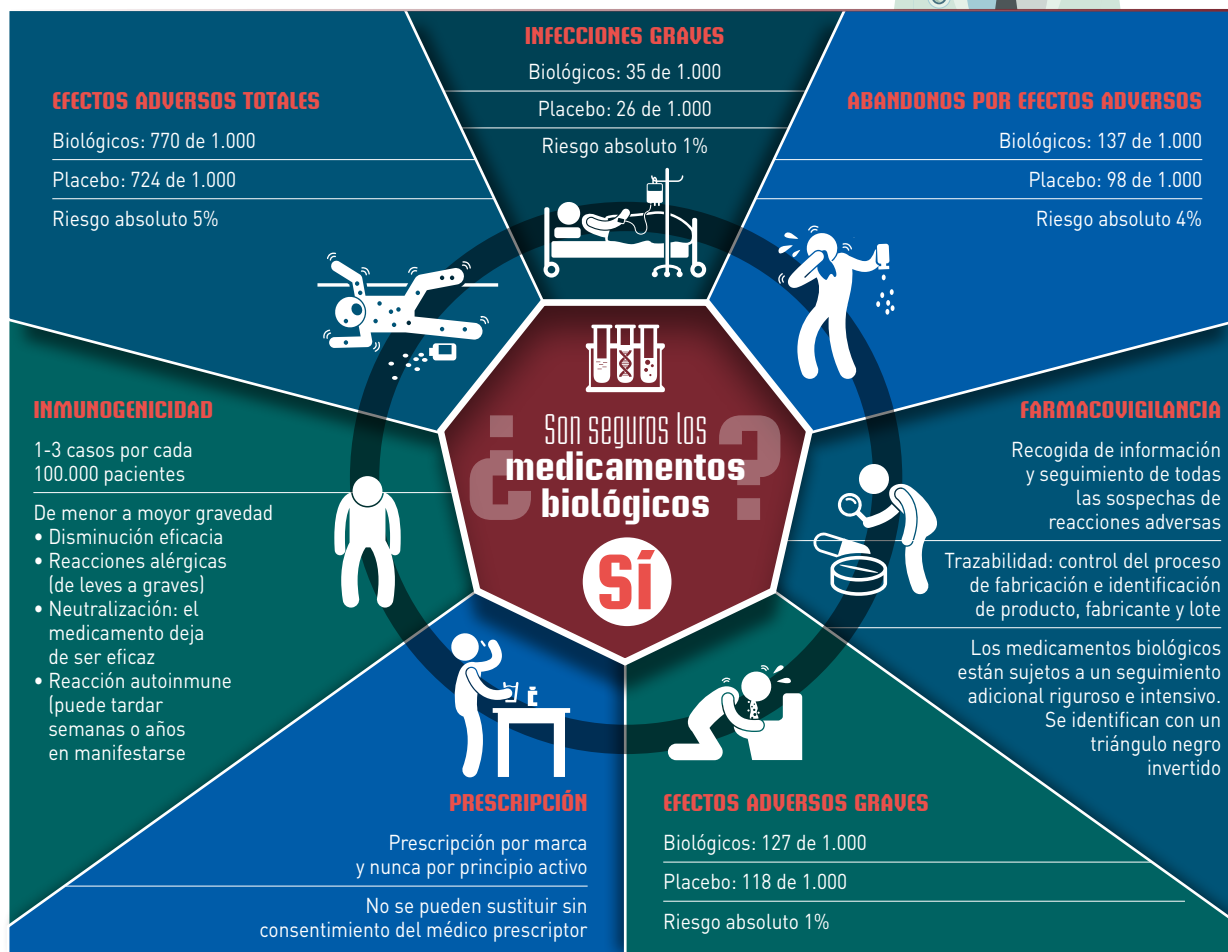 INFECCIONES GRAVES
Biológicos: 35 de 1.000
Placebo: 26 de 1.000
Riesgo absoluto 1%
EFECTOS ADVERSOS TOTALES
Biológicos: 770 de 1.000
Placebo: 724 de 1.000
Riesgo absoluto 5%
ABANDONOS POR EFECTOS ADVERSOS
Biológicos: 137 de 1.000
Placebo: 98 de 1.000
Riesgo absoluto 4%
¿Son seguros los
medicamentos
biológicos?
SÍ
INMUNOGENICIDAD
1-3 casos por cada
100.000 pacientes
De menor a moyor gravedad
• Disminución eficacia
• Reacciones alérgicas
(de leves a graves)
• Neutralización: el
medicamento deja
de ser eficaz
• Reacción autoinmune
(puede tardar
semanas o años
en manifestarse
FARMACOVIGILANCIA
Recogida de información
y seguimiento de todas
las sospechas de
reacciones adversas
Trazabilidad: control del proceso
de fabricación e identificación
de producto, fabricante y lote
Los medicamentos biológicos
están sujetos a un seguimiento
adicional riguroso e intensivo.
Se identifican con un
triángulo negro
invertido
PRESCRIPCIÓN
Prescripción por marca
y nunca por principio activo
No se pueden sustituir sin
consentimiento del médico prescriptor
EFECTOS ADVERSOS GRAVES
Biológicos: 127 de 1.000
Placebo: 118 de 1.000
Riesgo absoluto 1%